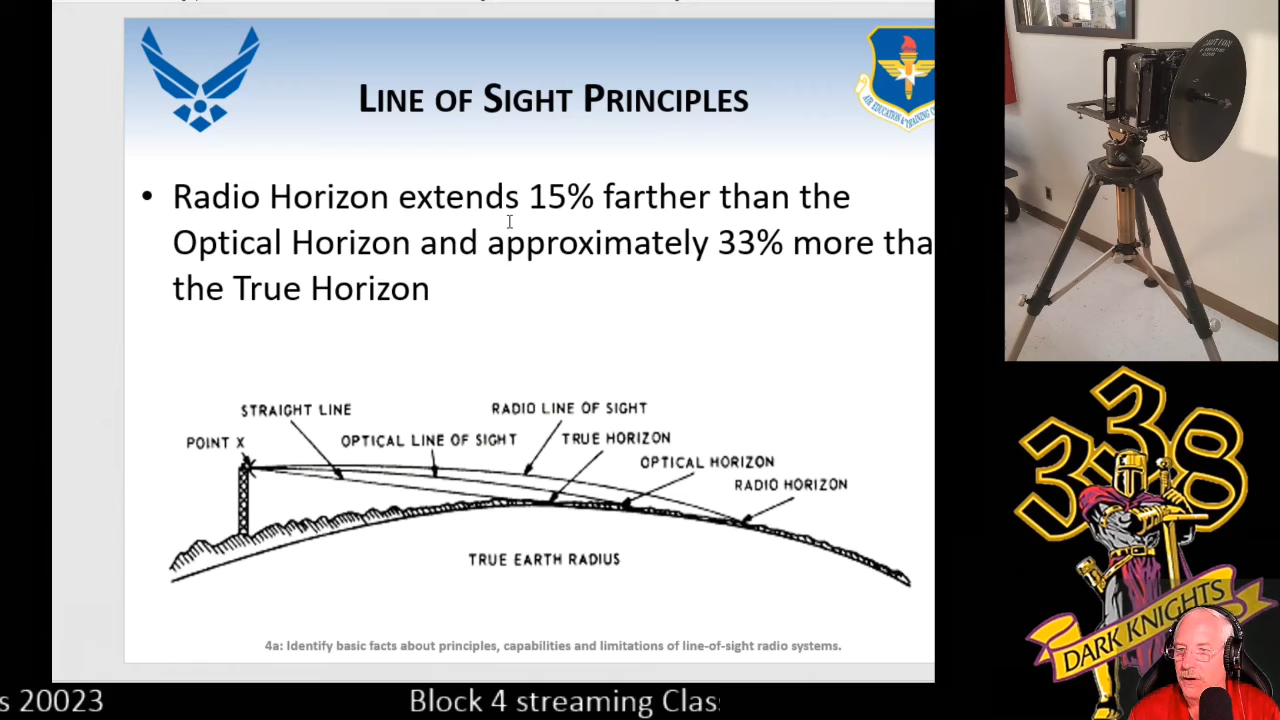 LINE OF SIGHT PRINCIPLES
AIR EDUCATION & TRAINING C
• Radio Horizon extends 15% farther than the
Optical Horizon and approximately 33% more tha
the True Horizon
STRAIGHT LINE
RADIO LINE OF SIGHT
POINT X
OPTICAL LINE OF SIGHT
TRUE HORIZON
OPTICAL HORIZON
RADIO HORIZON
TRUE EARTH RADIUS
4a: Identify basic facts about principles, capabilities and limitations of line-of-sight radio systems.
338
DARK KNIGHTS
s 20023
Block 4 streaming Clas